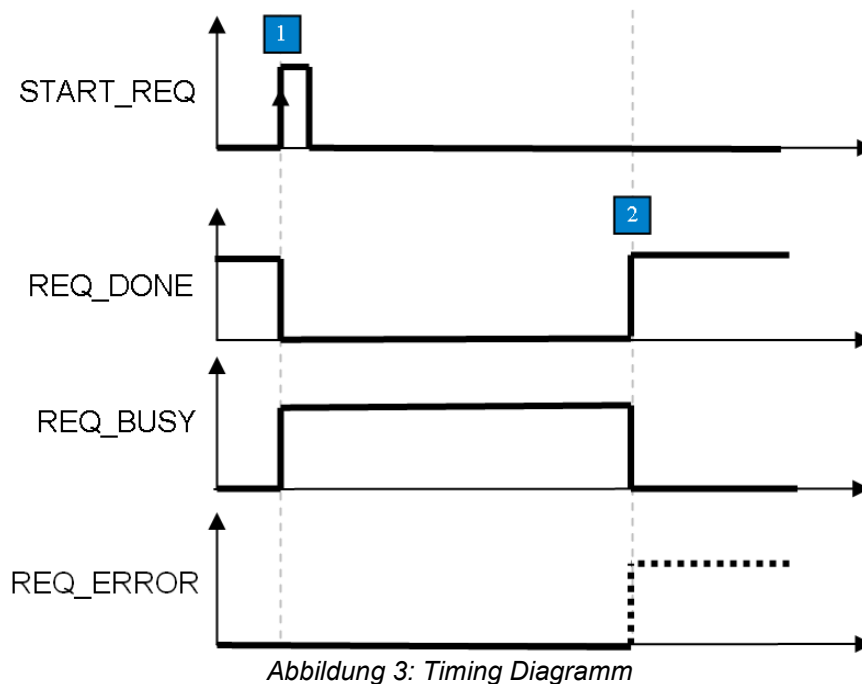 1
START_REQ
2
REQ_DONE
REQ_BUSY
REQ_ERROR
Abbildung 3: Timing Diagramm